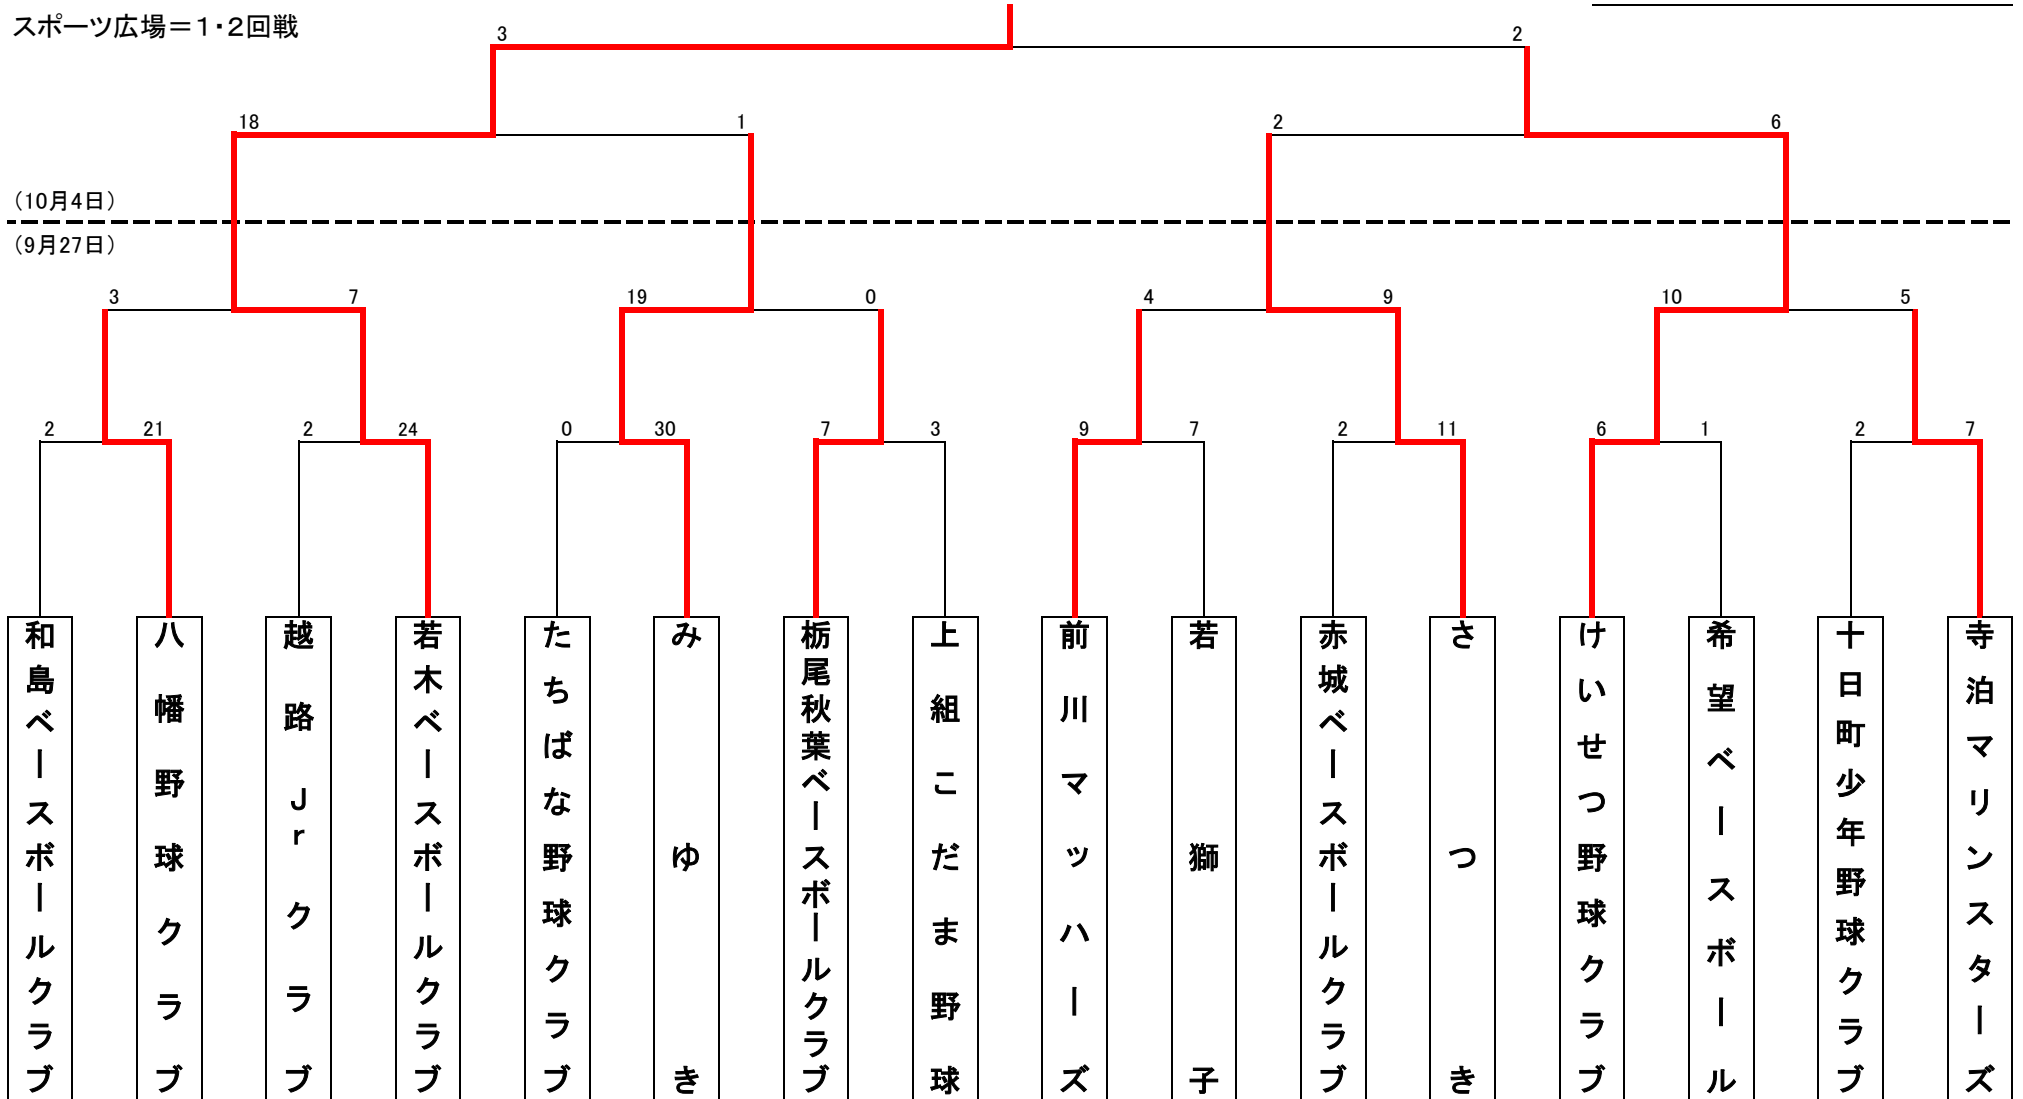 スポーツ広場＝１・２回戦
3 2
18 1 2 6
（10月4日）
（9月27日）
3 7 19 0 4 9 10 5
2 21 2 24 0 30 7 3 9 7 2 11 6 1 2 7
和島ベースボールクラブ
八幡野球クラブ
越路Ｊｒクラブ
若木ベースボールクラブ
たちばな野球クラブ
みゆき
栃尾秋葉ベースボールクラブ
上組こだま野球
前川マッハーズ
若獅子
赤城ベースボールクラブ
さつき
けいせつ野球クラブ
希望ベースボール
十日町少年野球クラブ
寺泊マリンスターズ